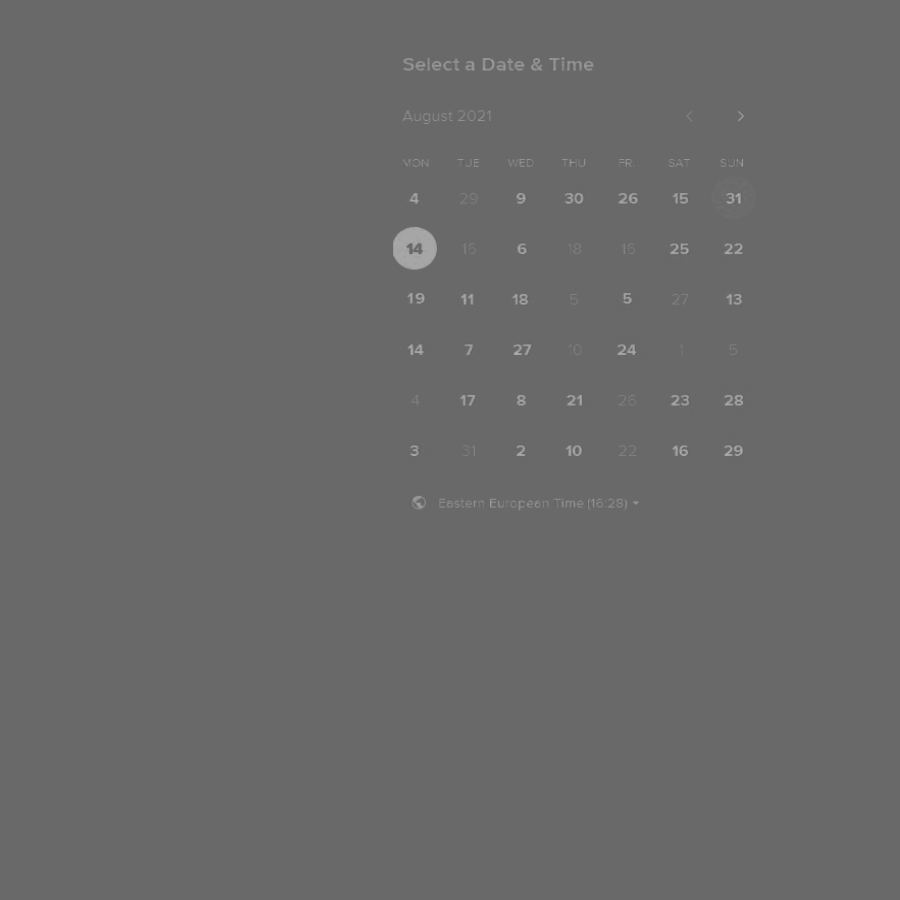 Select a Date & Time
August 2021
MON TUE WED THU FRI SAT SUN
4 29 9 30 26 15 31
14 15 6 18 16 25 22
19 11 18 5 5 27 13
14 7 27 10 24 1 5
4 17 8 21 26 23 28
3 31 2 10 22 16 29
Eastern European Time (16:28)